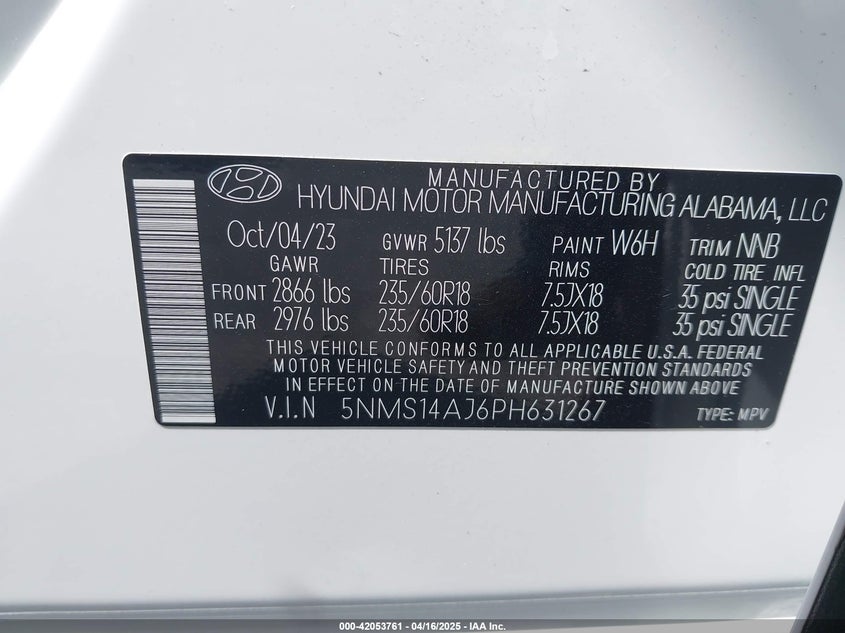 MANUFACTURED BY
HYUNDAI MOTOR MANUFACTURING ALABAMA, LLC
Oct/04/23 GVWR 5137 lbs PAINT W6H TRIM NNB
GAWR TIRES RIMS COLD TIRE INFL
FRONT 2866 lbs 235/60R18 7.5JX18 35 psi SINGLE
REAR 2976 lbs 235/60R18 7.5JX18 35 psi SINGLE
THIS VEHICLE CONFORMS TO ALL APPLICABLE U.S.A. FEDERAL
MOTOR VEHICLE SAFETY AND THEFT PREVENTION STANDARDS
IN EFFECT ON THE DATE OF MANUFACTURE SHOWN ABOVE
V.I.N 5NMS14AJ6PH631267 TYPE: MPV
000-42053761 - 04/16/2025 - IAA Inc.